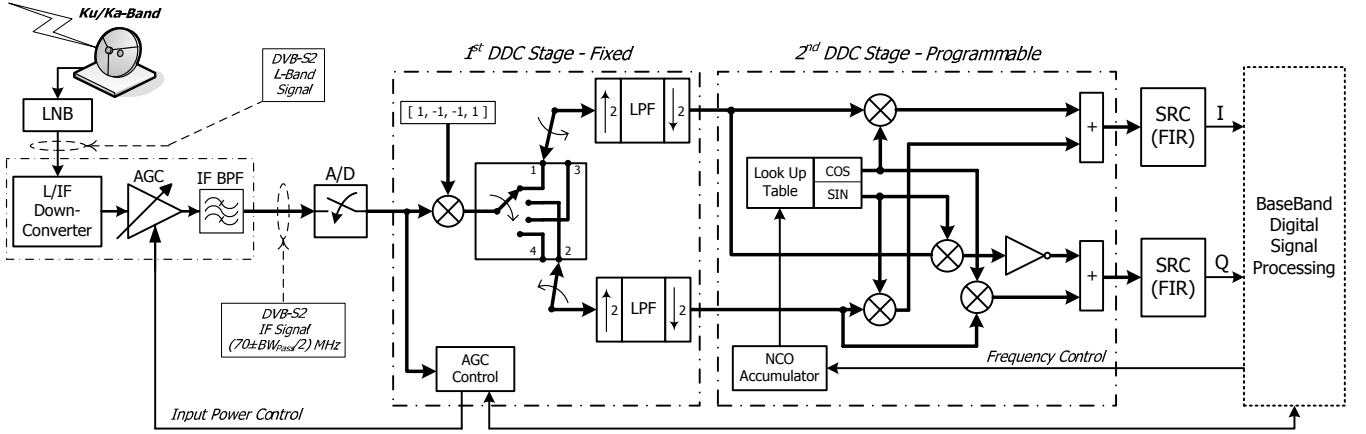 Ku/Ka-Band
DVB-S2
L-Band
Signal
LNB
L/IF
Down-
Converter
AGC
IF BPF
A/D
DVB-S2
IF Signal
(70±BWPass/2) MHz
Input Power Control
1st DDC Stage - Fixed
[ 1, -1, -1, 1 ]
1
3
4
2
2
LPF
2
2
LPF
2
AGC
Control
2nd DDC Stage - Programmable
Look Up
Table
COS
SIN
NCO
Accumulator
Frequency Control
+
+
SRC
(FIR)
I
SRC
(FIR)
Q
BaseBand
Digital
Signal
Processing